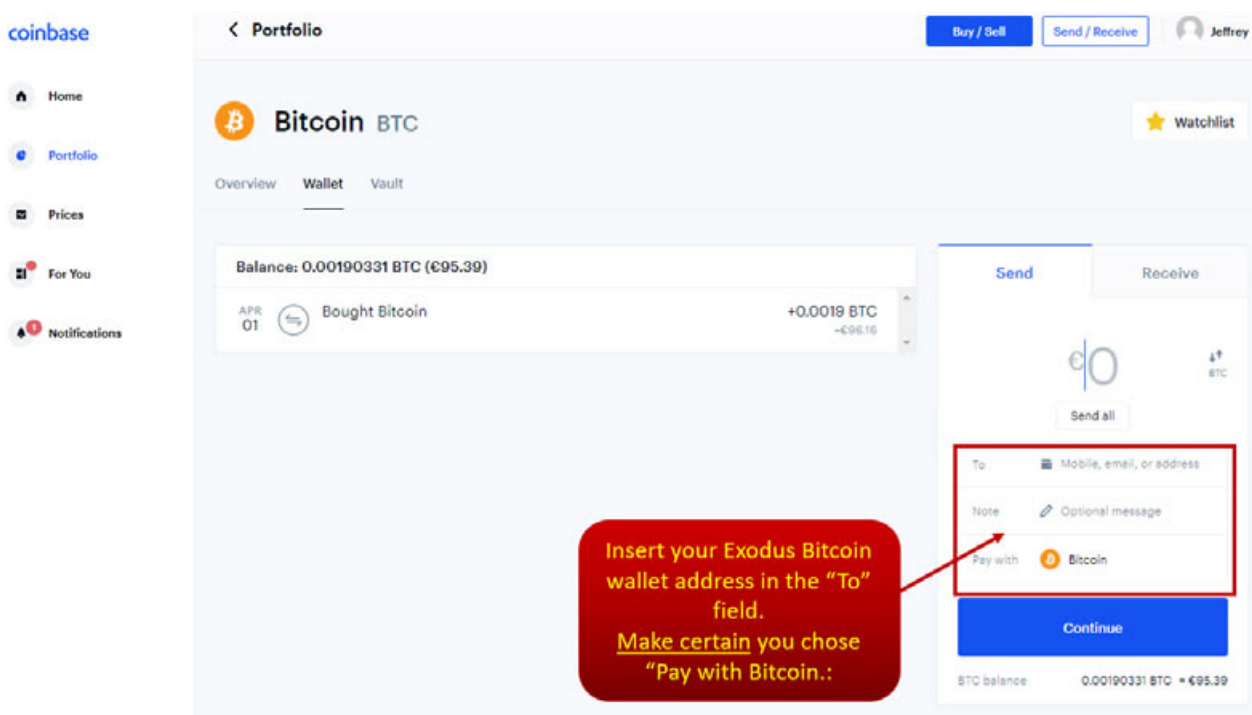 coinbase
Portfolio
Buy / Sell
Send / Receive
Jeffrey
Home
Portfolio
Prices
For You
1
Notifications
Bitcoin BTC
Watchlist
Overview
Wallet
Vault
Balance: 0.00190331 BTC (€95.39)
APR
01
Bought Bitcoin
+0.0019 BTC
-€96.16
Send
Receive
€0
BTC
Send all
To
Mobile, email, or address
Note
Optional message
Pay with
Bitcoin
Continue
BTC balance
0.00190331 BTC ≈ €95.39
Insert your Exodus Bitcoin
wallet address in the “To”
field.
Make certain you chose
“Pay with Bitcoin.: